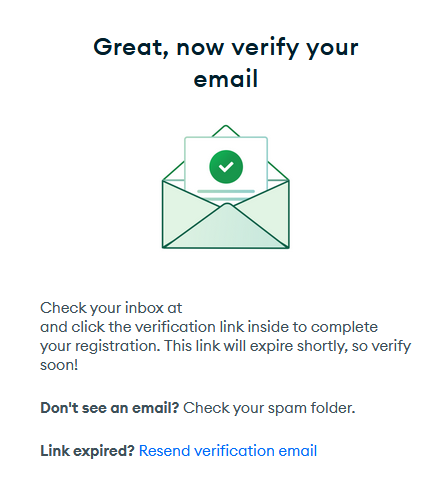 Great, now verify your
email
Check your inbox at
and click the verification link inside to complete
your registration. This link will expire shortly, so verify
soon!
Don't see an email? Check your spam folder.
Link expired? Resend verification email